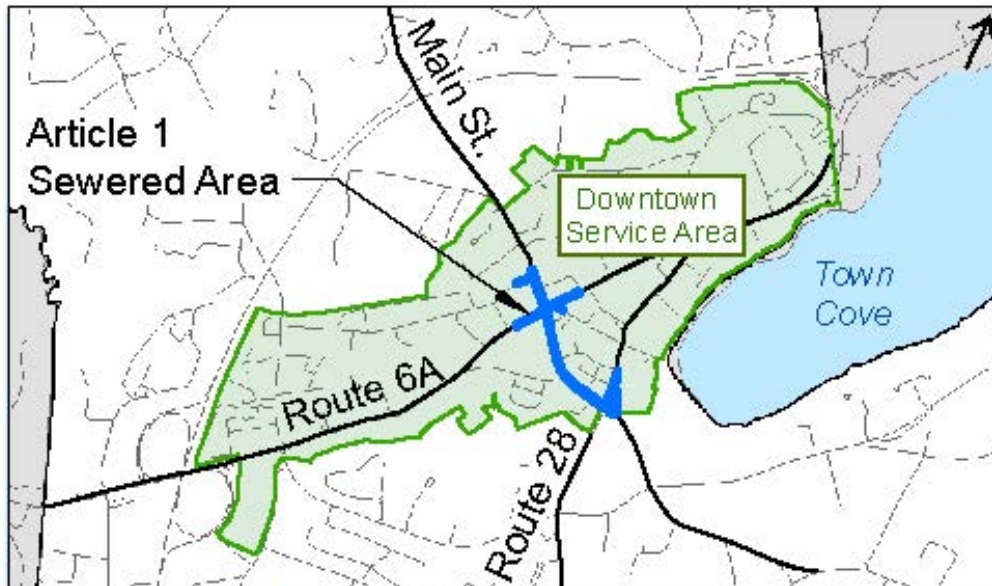 Main St.
Article 1
Sewered Area
Downtown
Service Area
Town
Cove
Route 6A
Route 28